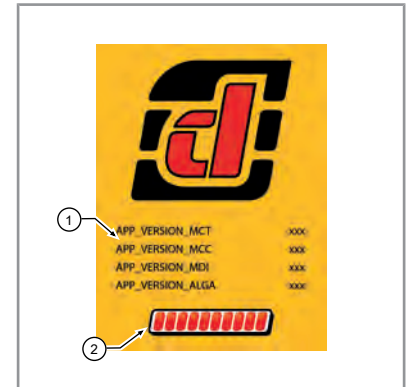 1
APP_VERSION_MCT xxx
APP_VERSION_MCC xxx
APP_VERSION_MDI xxx
APP_VERSION_ALGA xxx
2